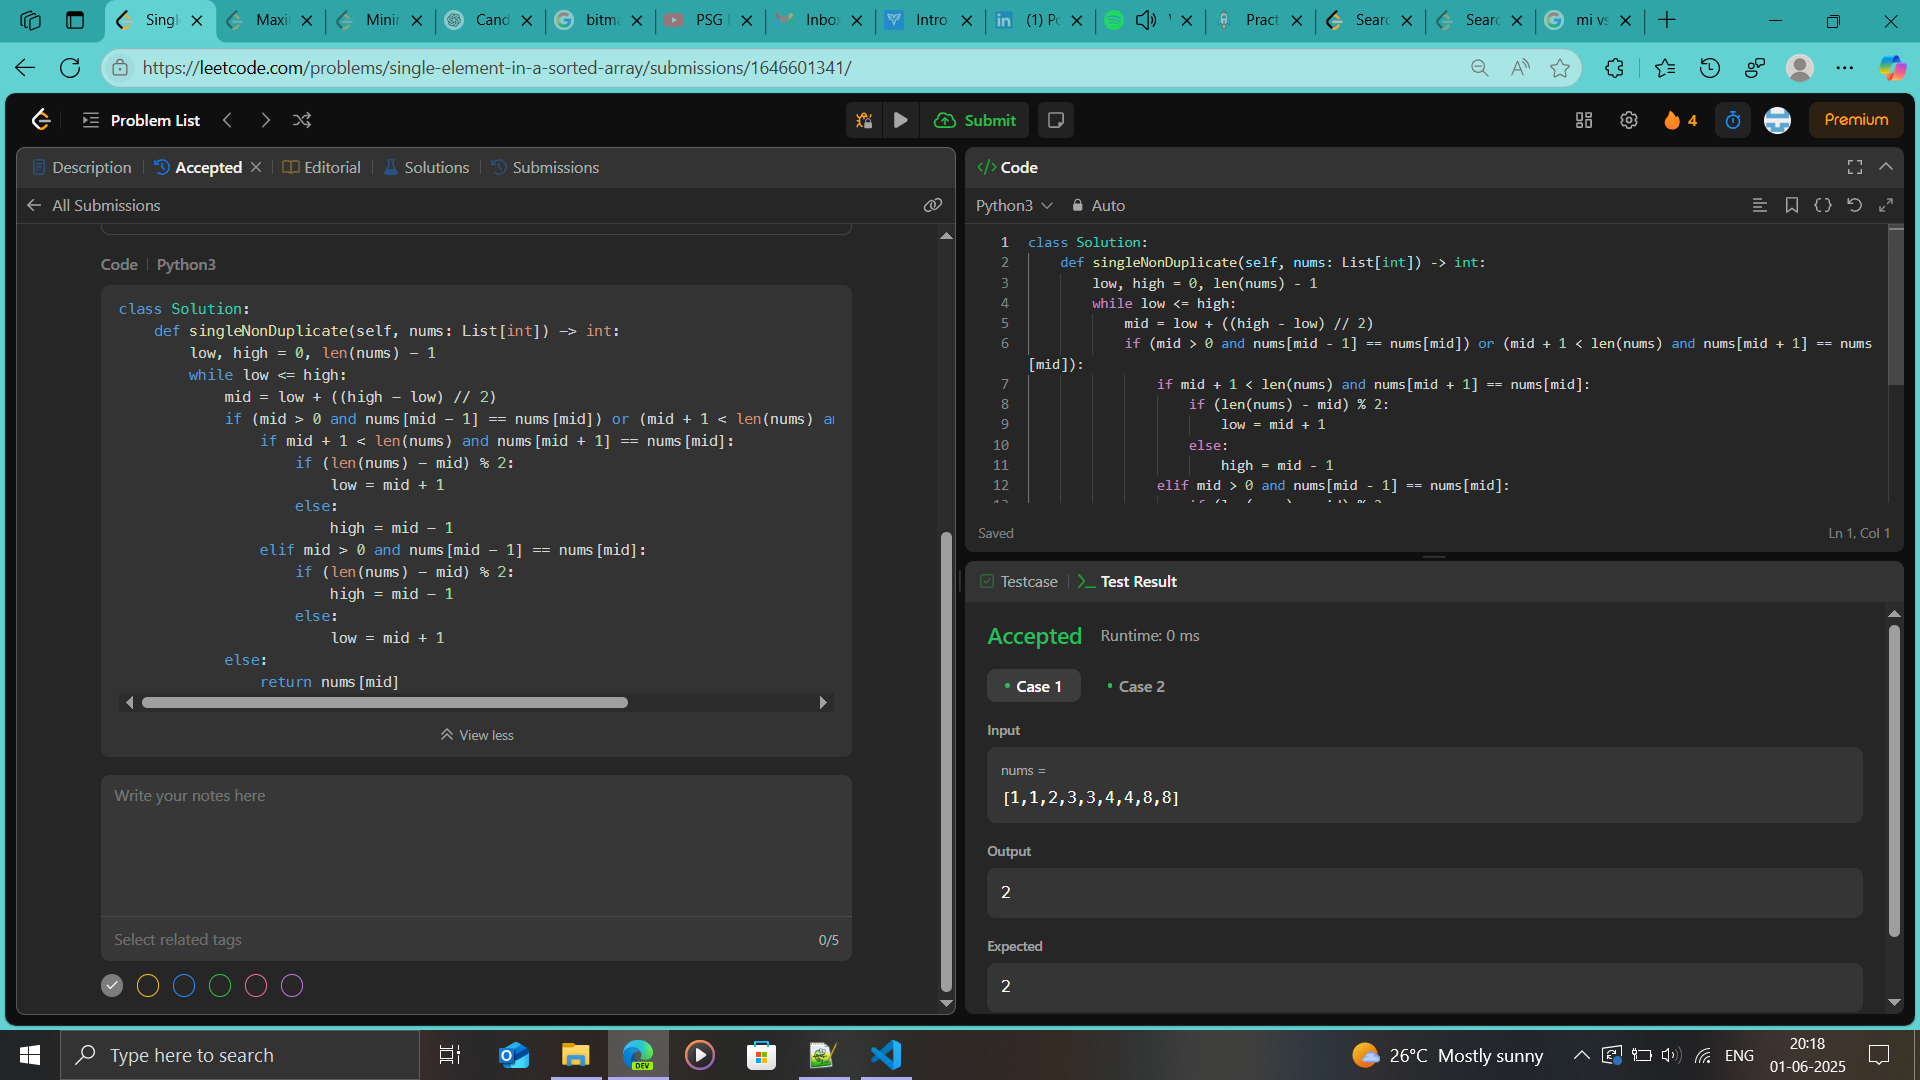 Singl
Maxi
Minir
Cand
bitma
PSG
Inbox
Intro
(1) Po
Pract
Searc
Searc
mi vs
https://leetcode.com/problems/single-element-in-a-sorted-array/submissions/1646601341/
Problem List
Submit
4
Premium
Description
Accepted
Editorial
Solutions
Submissions
All Submissions
Code
Python3
class Solution:
def singleNonDuplicate(self, nums: List[int]) -> int:
low, high = 0, len(nums) - 1
while low <= high:
mid = low + ((high - low) // 2)
if (mid > 0 and nums[mid - 1] == nums[mid]) or (mid + 1 < len(nums) an
if mid + 1 < len(nums) and nums[mid + 1] == nums[mid]:
if (len(nums) - mid) % 2:
low = mid + 1
else:
high = mid - 1
elif mid > 0 and nums[mid - 1] == nums[mid]:
if (len(nums) - mid) % 2:
high = mid - 1
else:
low = mid + 1
else:
return nums[mid]
View less
Write your notes here
Select related tags
0/5
Code
Python3
Auto
1 class Solution:
2 def singleNonDuplicate(self, nums: List[int]) -> int:
3 low, high = 0, len(nums) - 1
4 while low <= high:
5 mid = low + ((high - low) // 2)
6 if (mid > 0 and nums[mid - 1] == nums[mid]) or (mid + 1 < len(nums) and nums[mid + 1] == nums
[mid]):
7 if mid + 1 < len(nums) and nums[mid + 1] == nums[mid]:
8 if (len(nums) - mid) % 2:
9 low = mid + 1
10 else:
11 high = mid - 1
12 elif mid > 0 and nums[mid - 1] == nums[mid]:
Saved
Ln 1, Col 1
Testcase
Test Result
Accepted Runtime: 0 ms
Case 1
Case 2
Input
nums =
[1,1,2,3,3,4,4,8,8]
Output
2
Expected
2
Type here to search
DEV
26°C Mostly sunny
ENG
20:18
01-06-2025